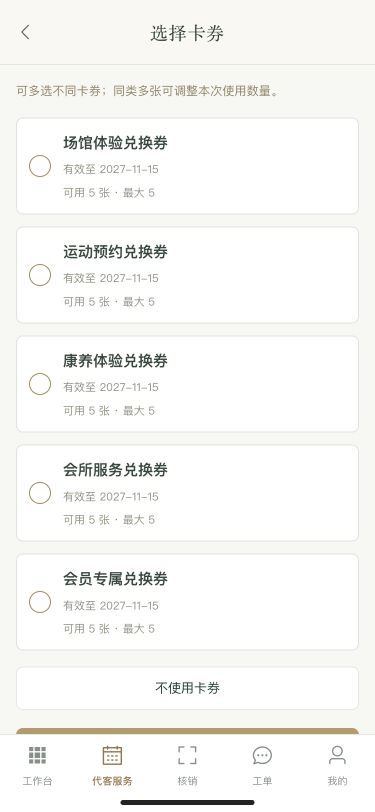 选择卡券
可多选不同卡券；同类多张可调整本次使用数量。
场馆体验兑换券
有效至 2027-11-15
可用 5 张 · 最大 5
运动预约兑换券
有效至 2027-11-15
可用 5 张 · 最大 5
康养体验兑换券
有效至 2027-11-15
可用 5 张 · 最大 5
会所服务兑换券
有效至 2027-11-15
可用 5 张 · 最大 5
会员专属兑换券
有效至 2027-11-15
可用 5 张 · 最大 5
不使用卡券
工作台 代客服务 核销 工单 我的